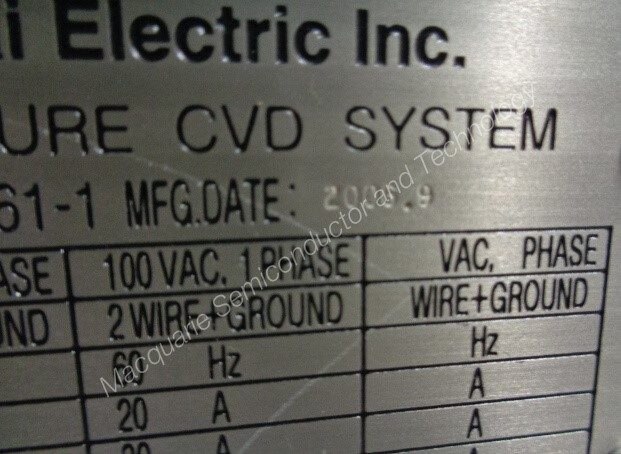 i Electric Inc.
URE CVD SYSTEM
61-1 MFG.DATE:
ASE 100 VAC. 1 PHASE VAC, PHASE
UND 2 WIRE+GROUND WIRE+GROUND
60 Hz Hz
20 A A
A A
Macquarie Semiconductor and Technology